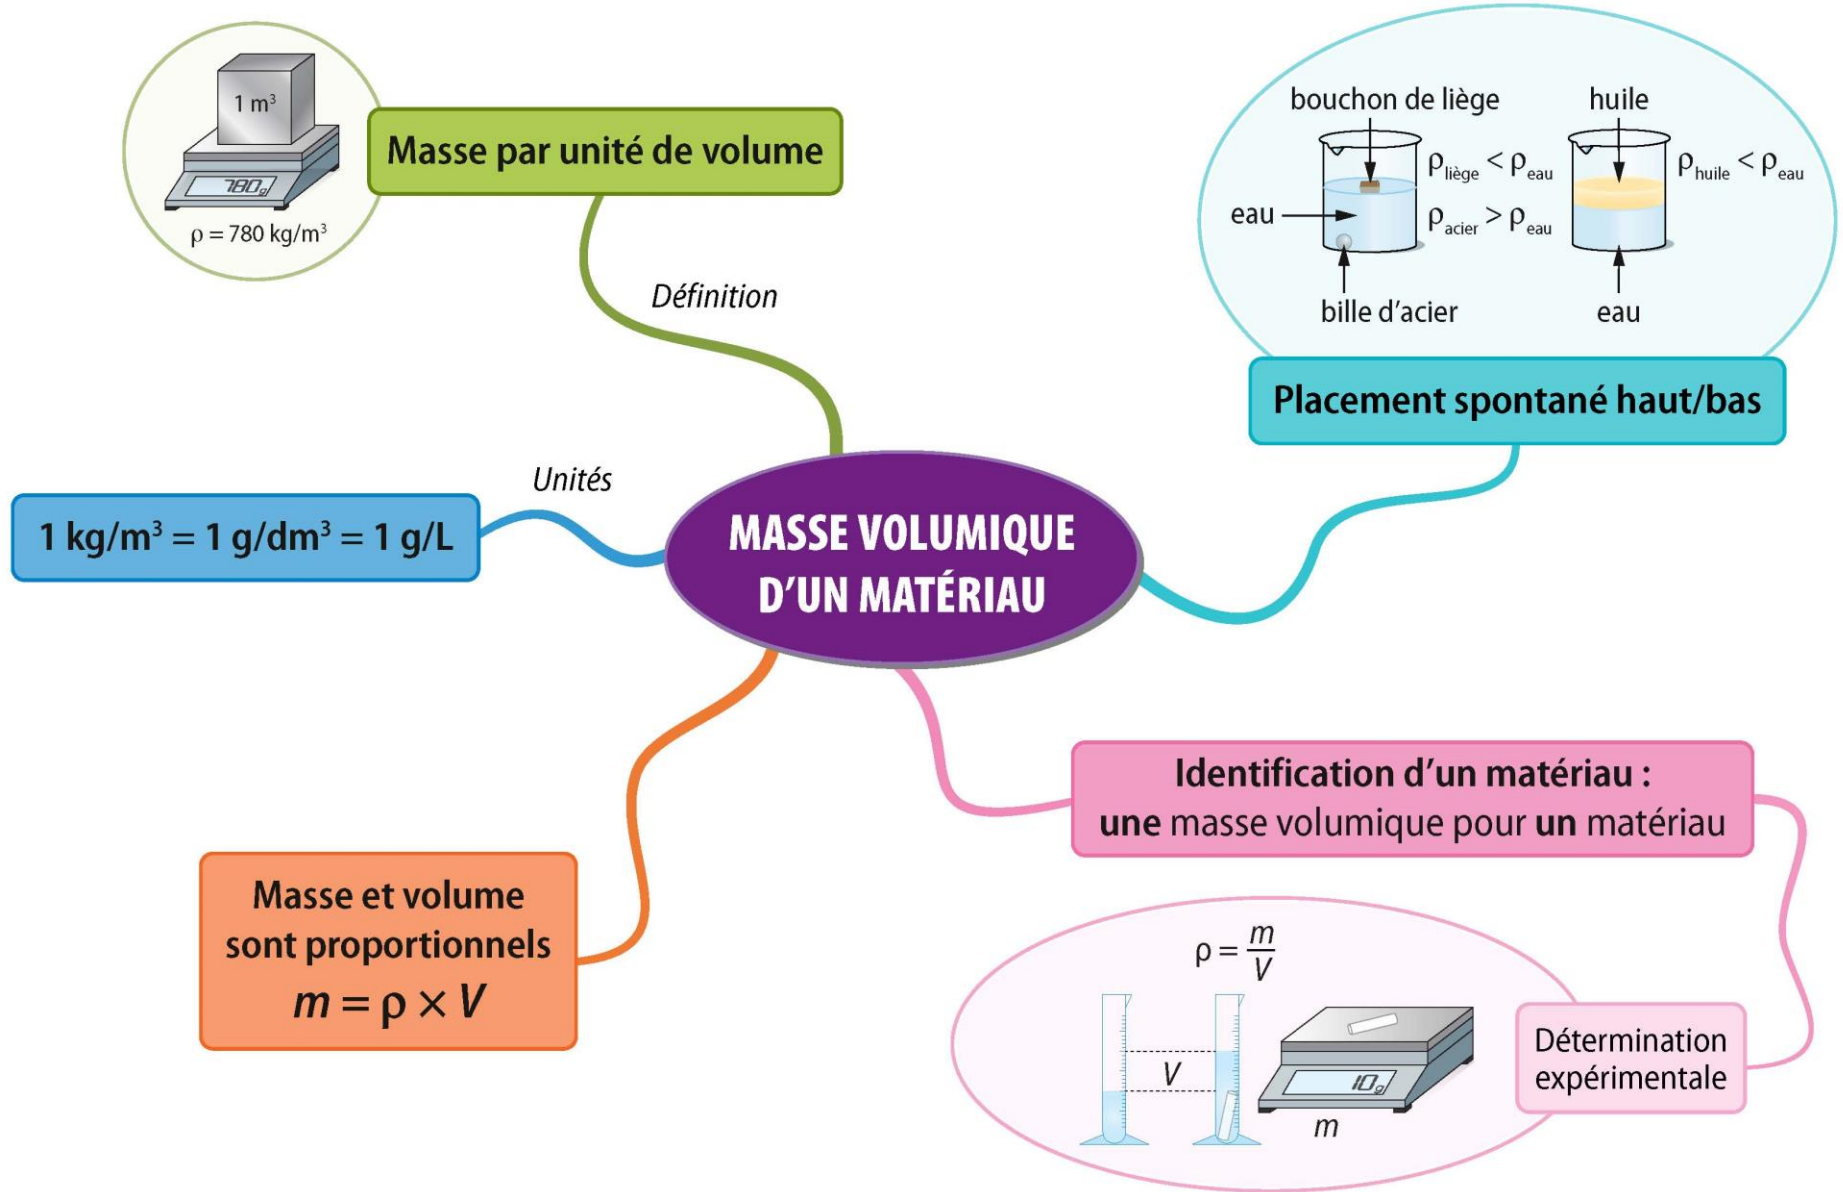 1 m³
780g
ρ = 780 kg/m³
Masse par unité de volume
Définition
bouchon de liège
huile
ρliège < ρeau
ρhuile < ρeau
eau
ρacier > ρeau
bille d'acier
eau
Placement spontané haut/bas
Unités
1 kg/m³ = 1 g/dm³ = 1 g/L
MASSE VOLUMIQUE
D'UN MATÉRIAU
Identification d'un matériau :
une masse volumique pour un matériau
Masse et volume
sont proportionnels
m = ρ × V
ρ = m/V
V
10g
m
Détermination
expérimentale